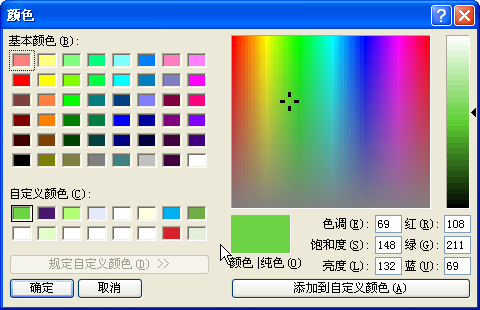 颜色
基本颜色(B):
自定义颜色(C):
规定自定义颜色(D) >>
确定
取消
颜色|纯色(O)
色调(E): 69 红(R): 108
饱和度(S): 148 绿(G): 211
亮度(L): 132 蓝(U): 69
添加到自定义颜色(A)